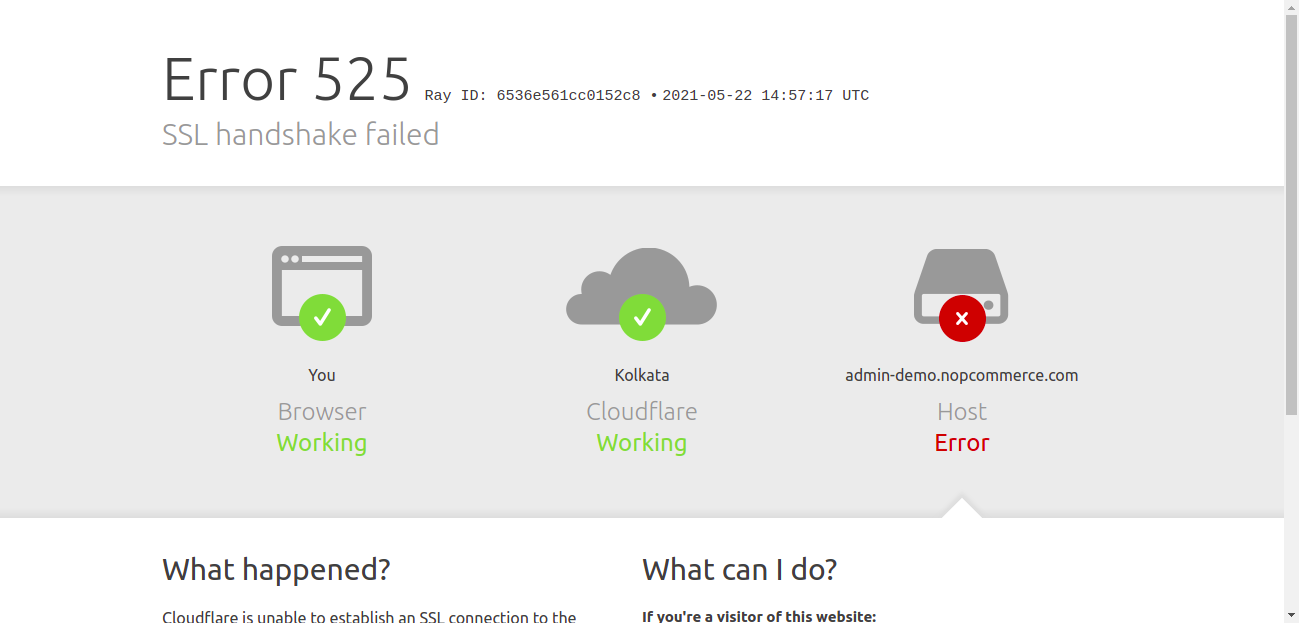 Error 525 Ray ID: 6536e561cc0152c8 • 2021-05-22 14:57:17 UTC
SSL handshake failed
You
Browser
Working
Kolkata
Cloudflare
Working
admin-demo.nopcommerce.com
Host
Error
What happened?
Cloudflare is unable to establish an SSL connection to the
What can I do?
If you're a visitor of this website: